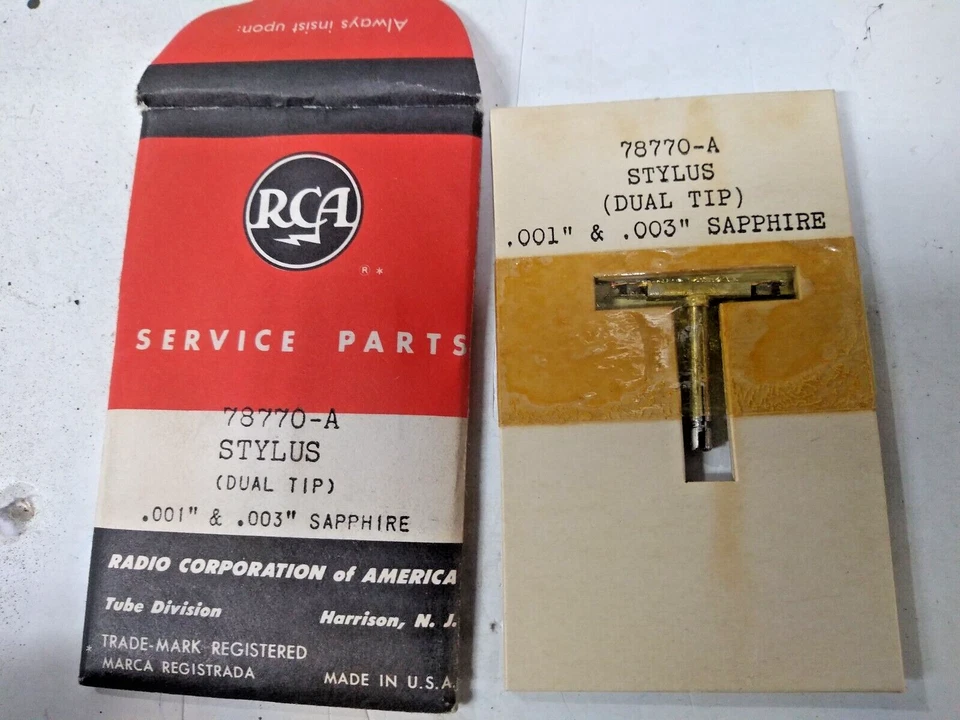 Always insist upon:
RCA
® *
SERVICE PARTS
78770-A
STYLUS
(DUAL TIP)
.001" & .003" SAPPHIRE
RADIO CORPORATION of AMERICA
Tube Division Harrison, N. J.
* TRADE-MARK REGISTERED
MARCA REGISTRADA MADE IN U.S.A.
78770-A
STYLUS
(DUAL TIP)
.001" & .003" SAPPHIRE